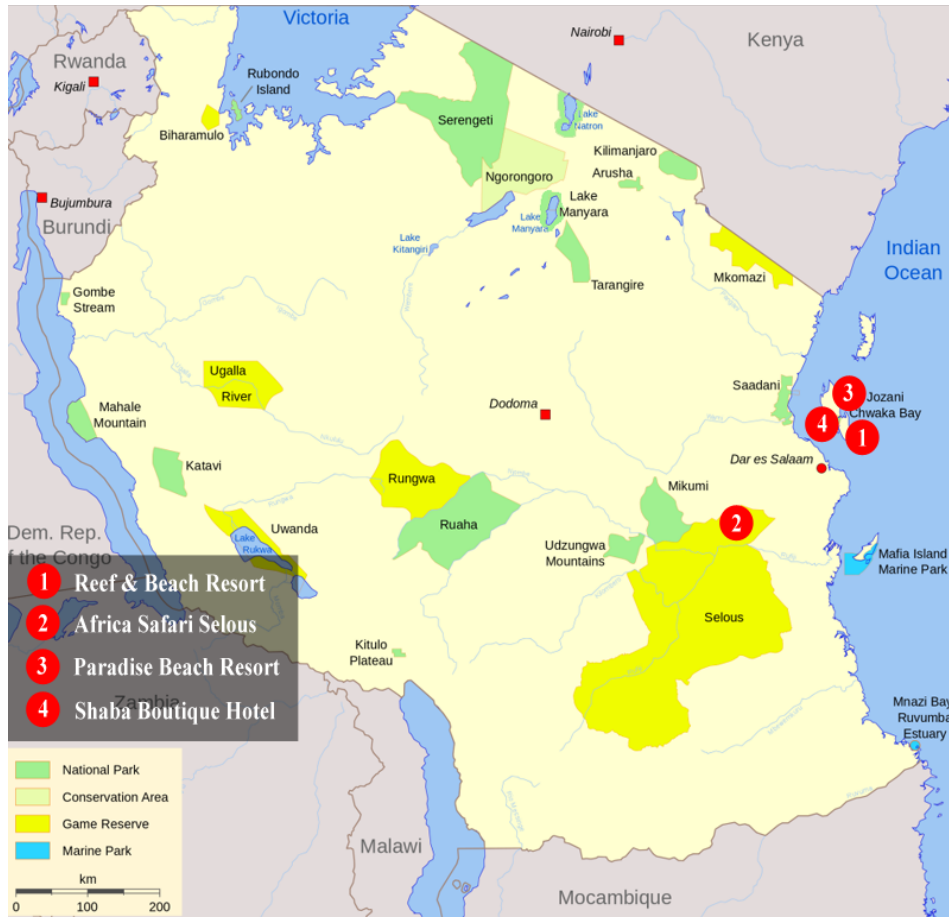 Victoria
Nairobi
Kenya
Rwanda
Kigali
Rubondo
Island
Biharamulo
Serengeti
Lake
Natron
Kilimanjaro
Arusha
Ngorongoro
Bujumbura
Burundi
Lake
Manyara
Lake
Manyara
Lake
Kitangiri
Indian
Ocean
Mkomazi
Tarangire
Gombe
Stream
Ugalla
River
Saadani
3
Jozani
Chwaka Bay
4
1
Mahale
Mountain
Dodoma
Dar es Salaam
Katavi
Rungwa
Mikumi
Ruaha
2
Uwanda
Lake
Rukwa
Udzungwa
Mountains
Mafia Island
Marine Park
Dem. Rep.
f the Congo
1 Reef & Beach Resort
2 Africa Safari Selous
3 Paradise Beach Resort
4 Shaba Boutique Hotel
Selous
Kitulo
Plateau
Zambia
Mnazi Bay
Ruvumba
Estuary
National Park
Conservation Area
Game Reserve
Marine Park
km
0 100 200
Malawi
Mocambique